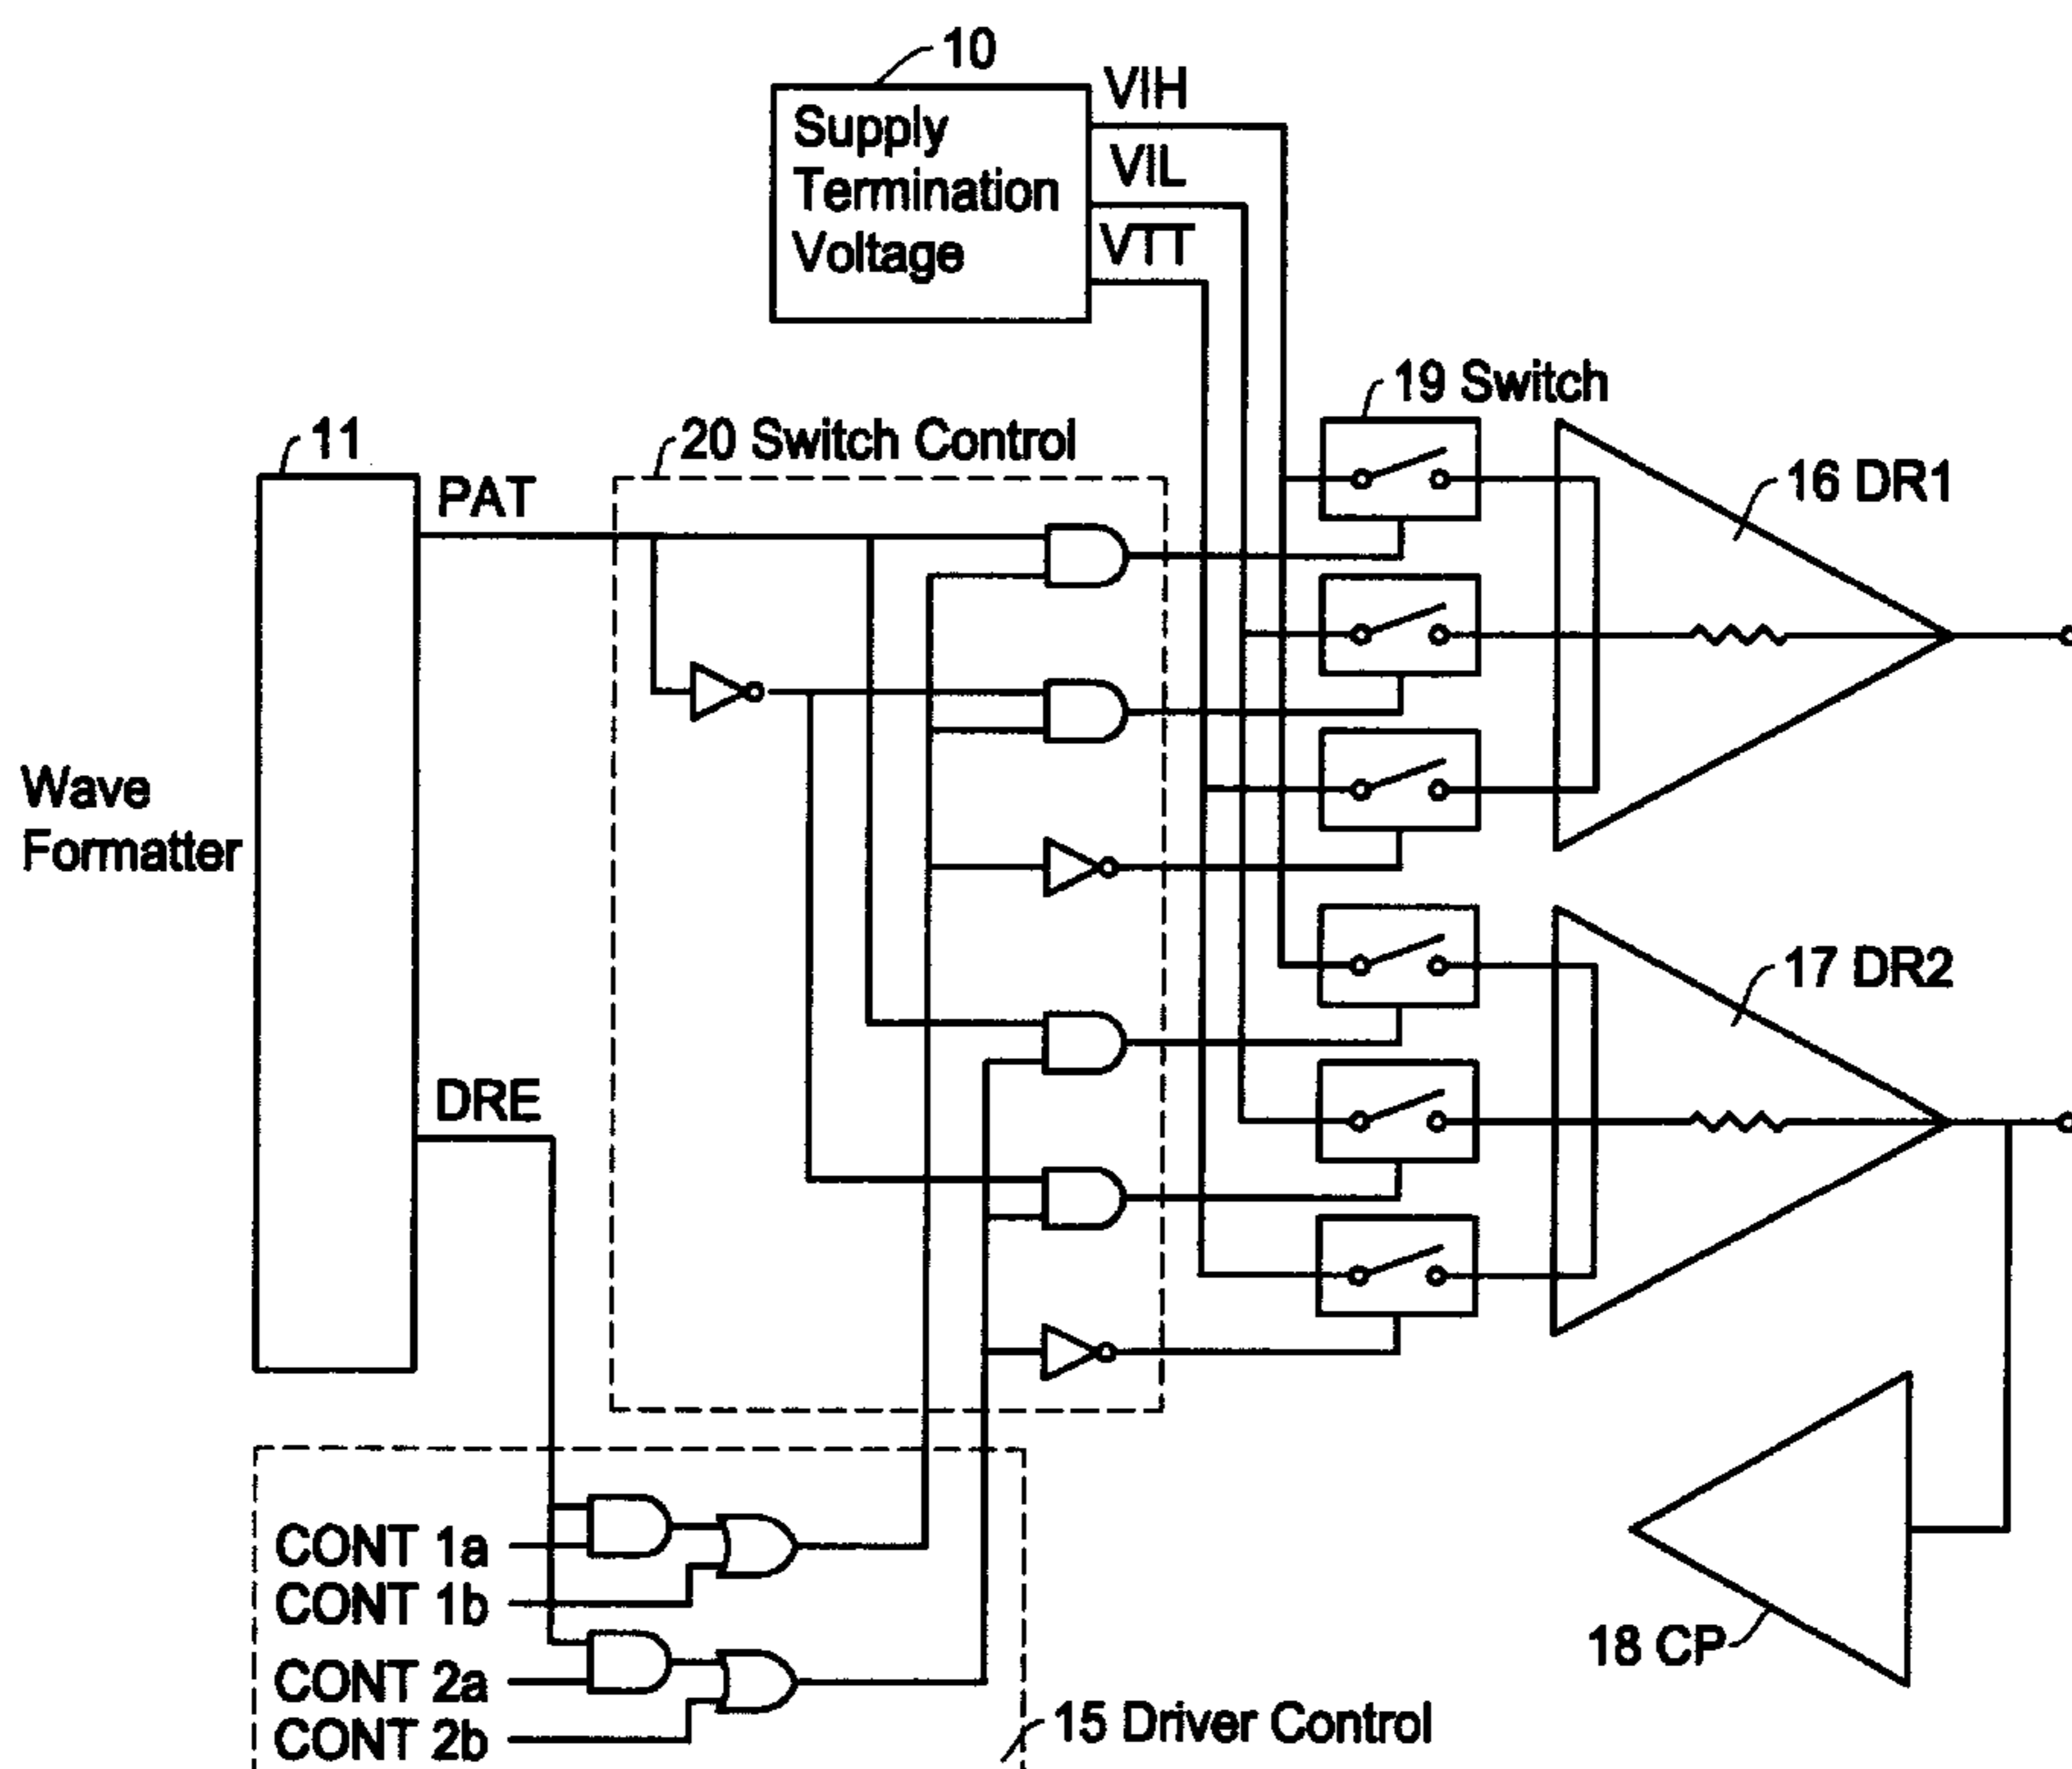 10
Supply
Termination
Voltage
VIH
VIL
VTT
19 Switch
11
20 Switch Control
PAT
16 DR1
Wave
Formatter
17 DR2
DRE
CONT 1a
CONT 1b
CONT 2a
CONT 2b
18 CP
15 Driver Control